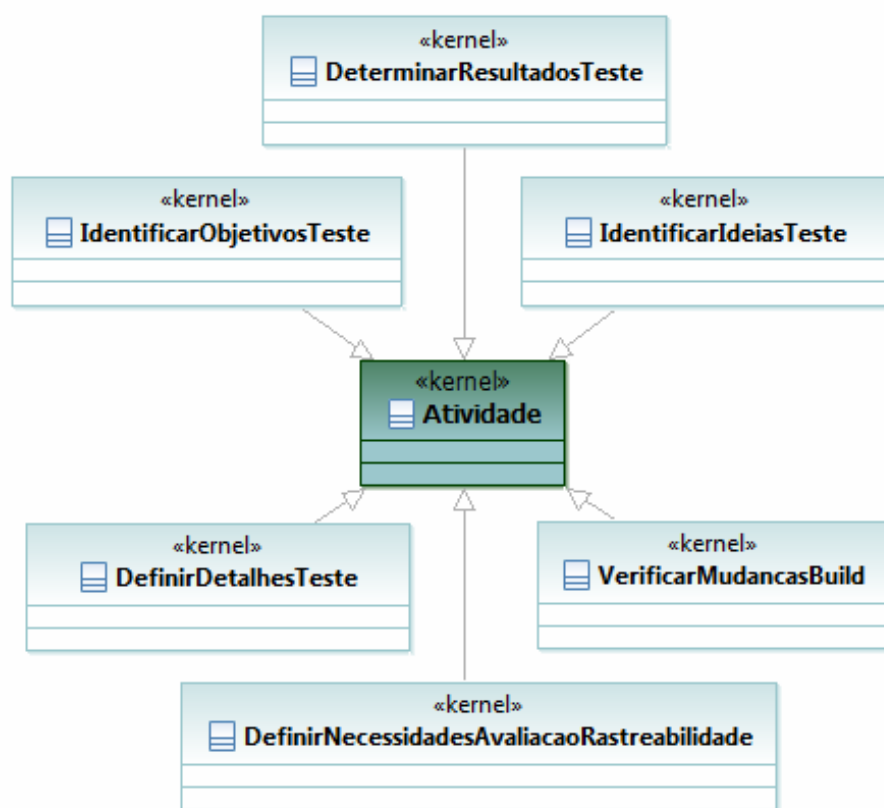 «kernel»
DeterminarResultadosTeste
«kernel»
IdentificarObjetivosTeste
«kernel»
IdentificarIdeiasTeste
«kernel»
Atividade
«kernel»
DefinirDetalhesTeste
«kernel»
VerificarMudancasBuild
«kernel»
DefinirNecessidadesAvaliacaoRastreabilidade